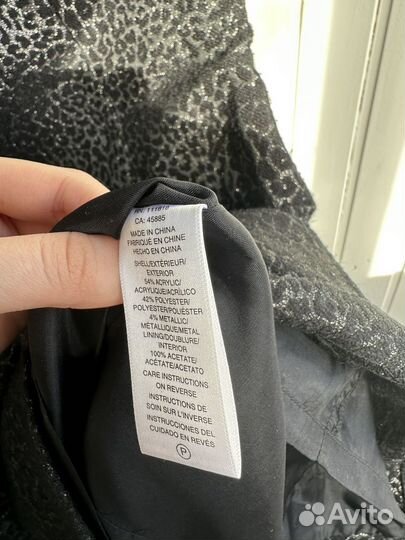 RN: 111818
CA: 45885
MADE IN CHINA
FABRIQUÉ EN CHINE
HECHO EN CHINA
SHELL/EXTÉRIEUR/
EXTERIOR
54% ACRYLIC/
ACRYLIQUE/ACRÍLICO
42% POLYESTER/
POLYESTER/POLIÉSTER
4% METALLIC/
MÉTALLIQUE/METAL
LINING/DOUBLURE/
INTERIOR
100% ACETATE/
ACÉTATE/ACETATO
CARE INSTRUCTIONS
ON REVERSE
INSTRUCTIONS DE
SOIN SUR L'INVERSE
INSTRUCCIONES DEL
CUIDADO EN REVÉS
P
Avito